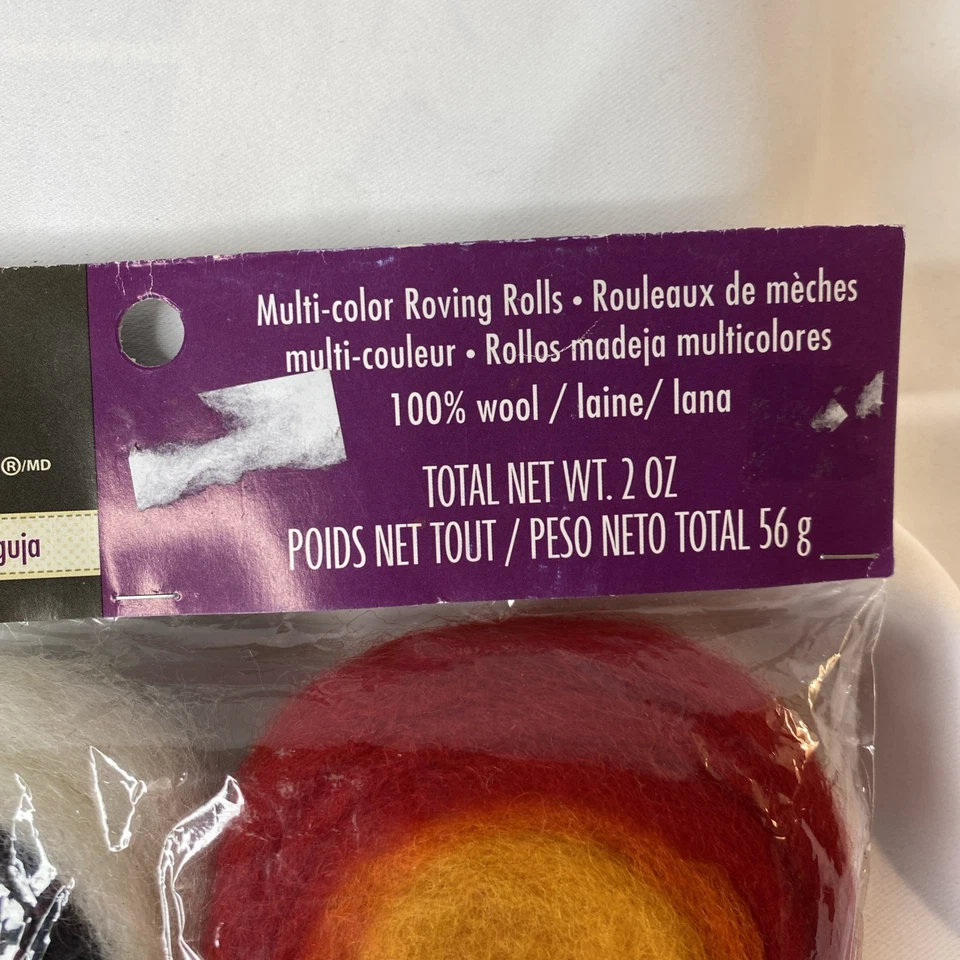 Multi-color Roving Rolls • Rouleaux de mèches
multi-couleur • Rollos madeja multicolores
100% wool / laine/ lana
TOTAL NET WT. 2 OZ
POIDS NET TOUT / PESO NETO TOTAL 56 g
®/MD
guja